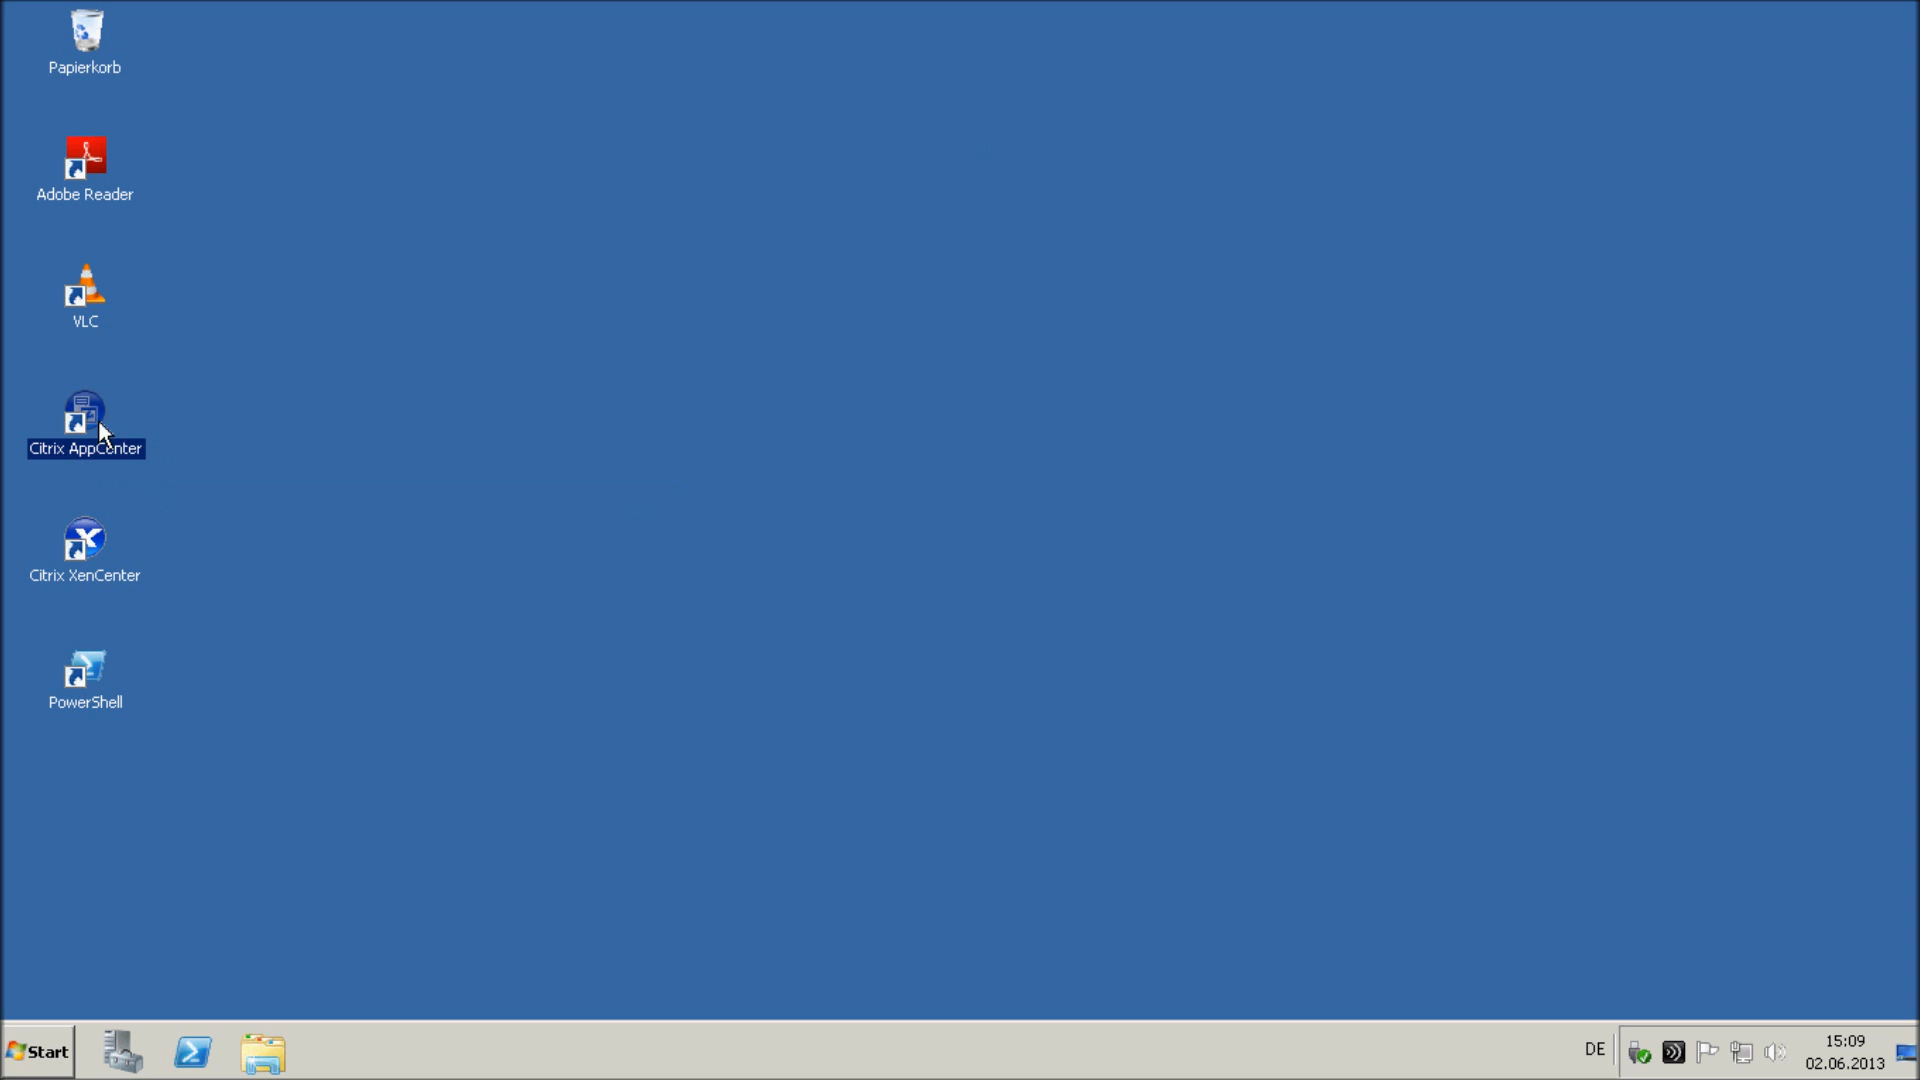 Papierkorb
Adobe Reader
VLC
Citrix AppCenter
Citrix XenCenter
PowerShell
Start
DE
15:09
02.06.2013